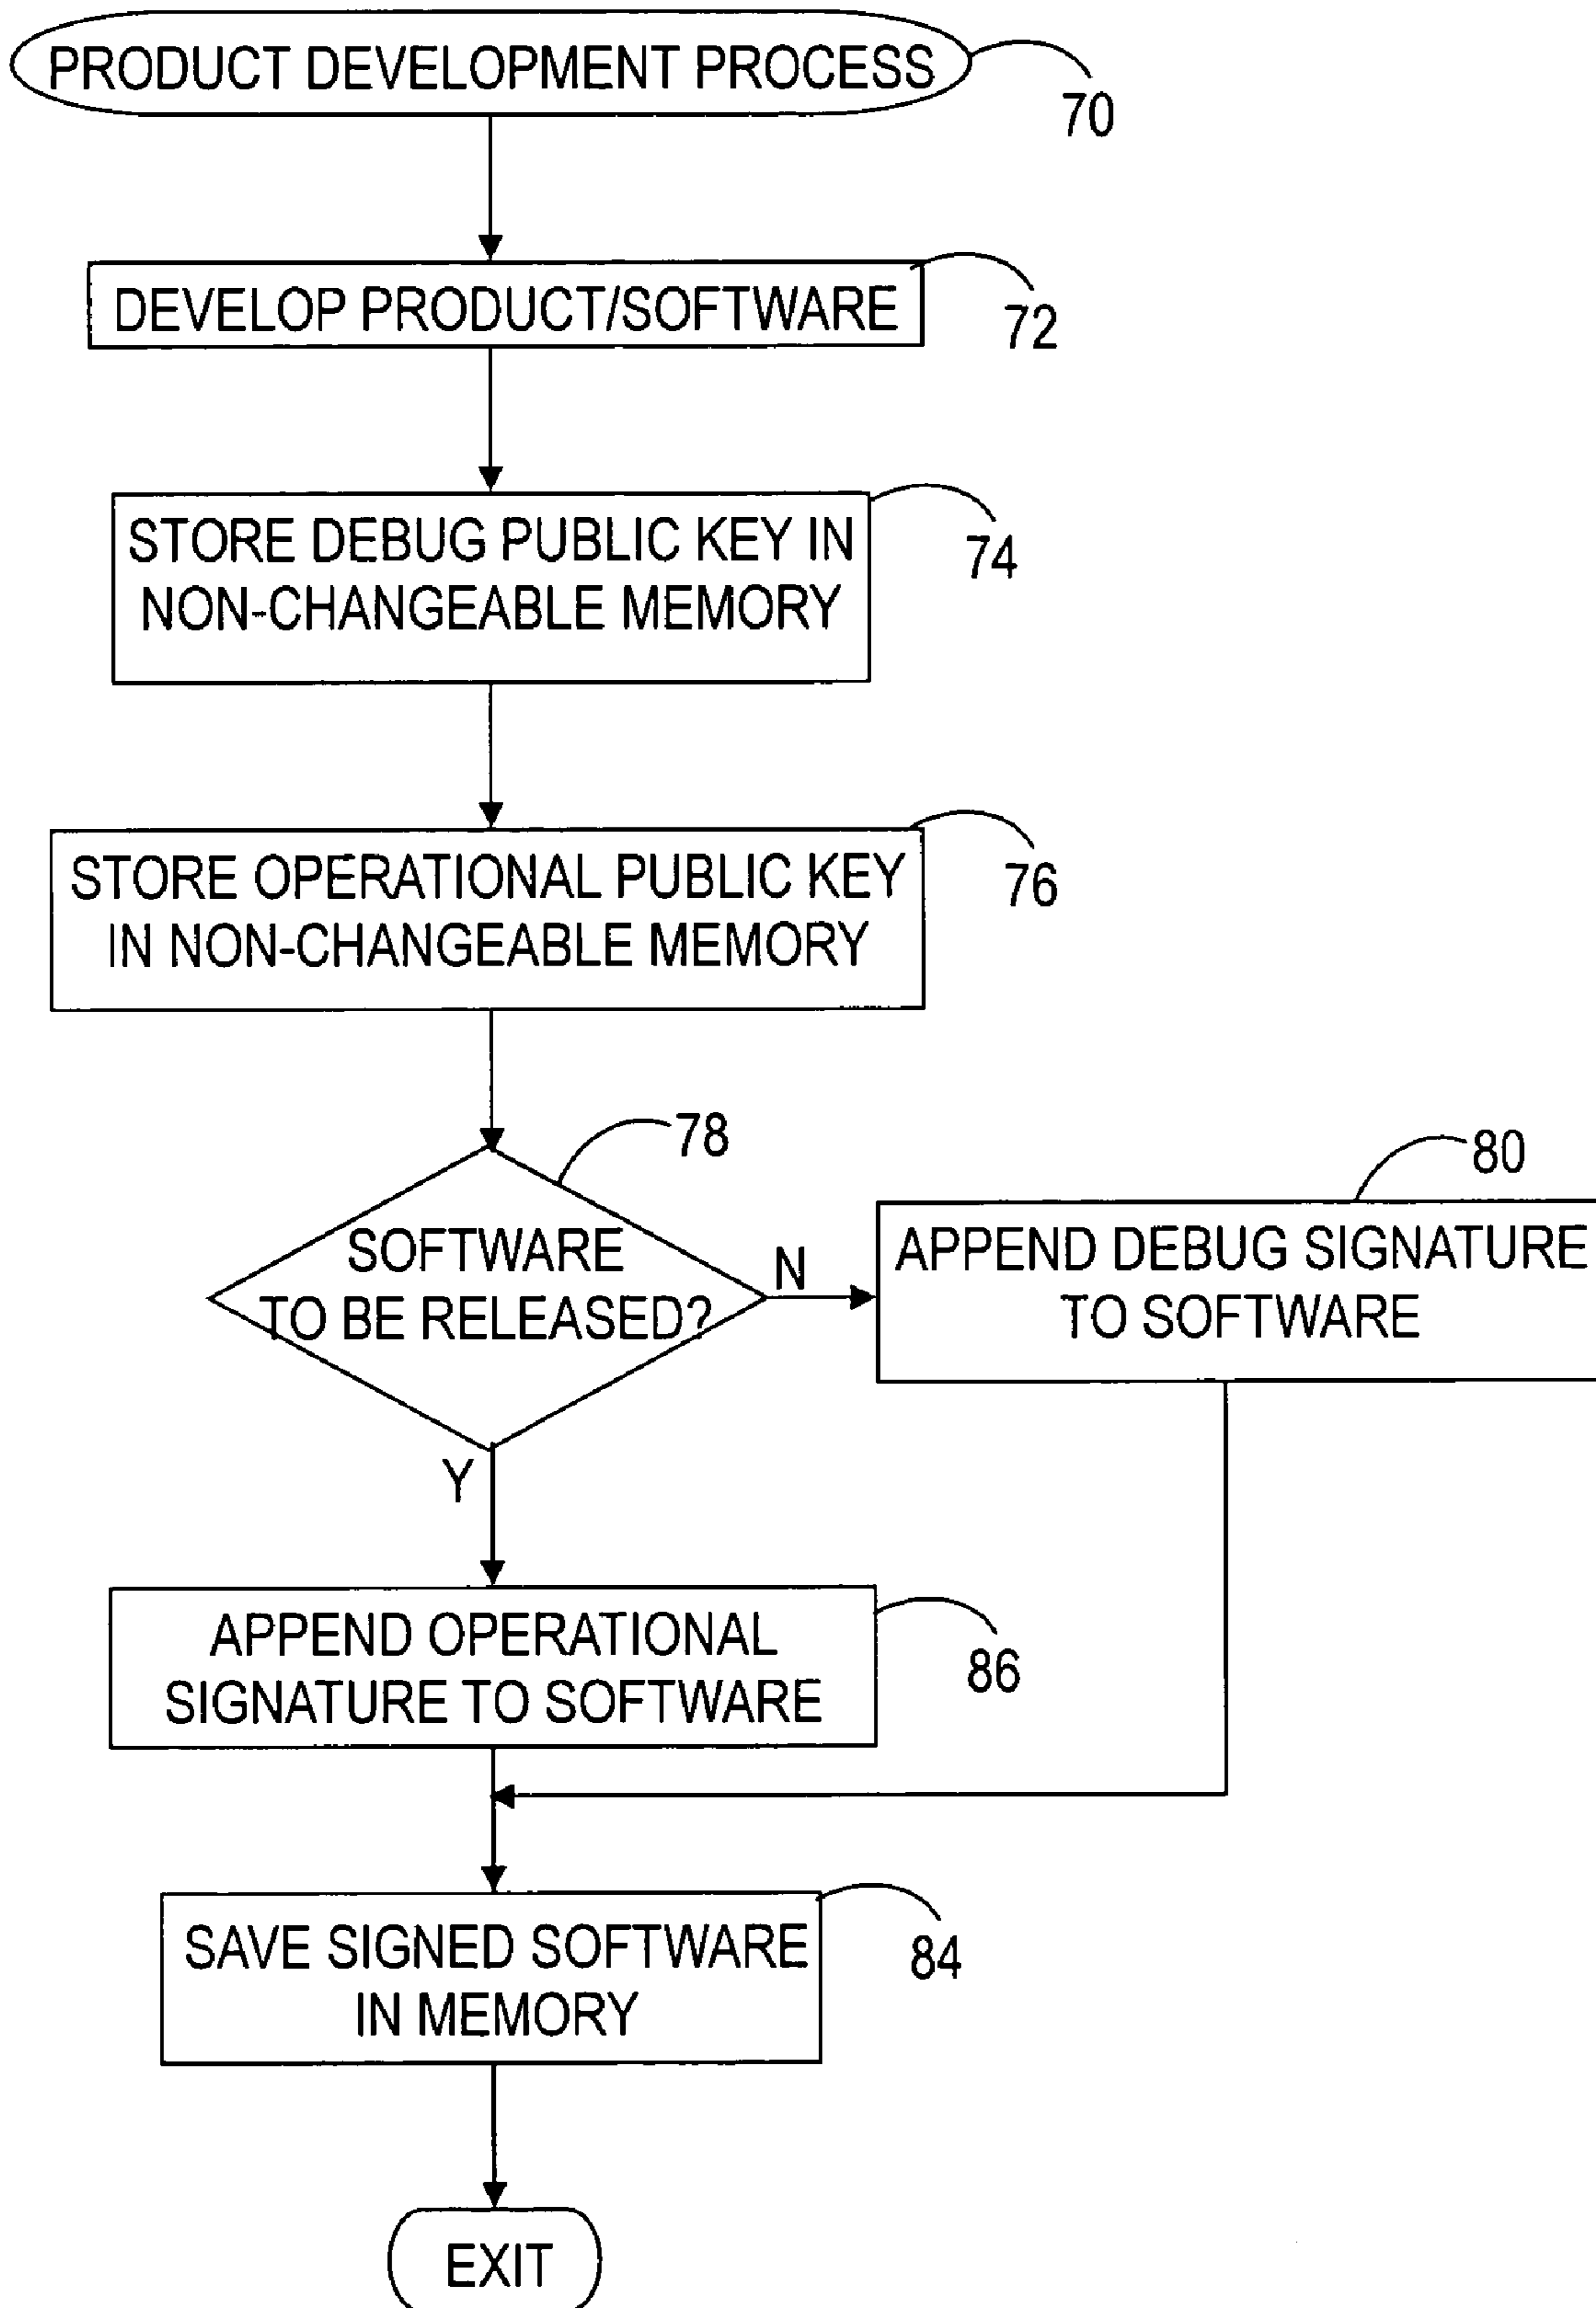 PRODUCT DEVELOPMENT PROCESS
70
DEVELOP PRODUCT/SOFTWARE
72
STORE DEBUG PUBLIC KEY IN
NON-CHANGEABLE MEMORY
74
STORE OPERATIONAL PUBLIC KEY
IN NON-CHANGEABLE MEMORY
76
78
SOFTWARE
TO BE RELEASED?
N
Y
80
APPEND DEBUG SIGNATURE
TO SOFTWARE
APPEND OPERATIONAL
SIGNATURE TO SOFTWARE
86
SAVE SIGNED SOFTWARE
IN MEMORY
84
EXIT